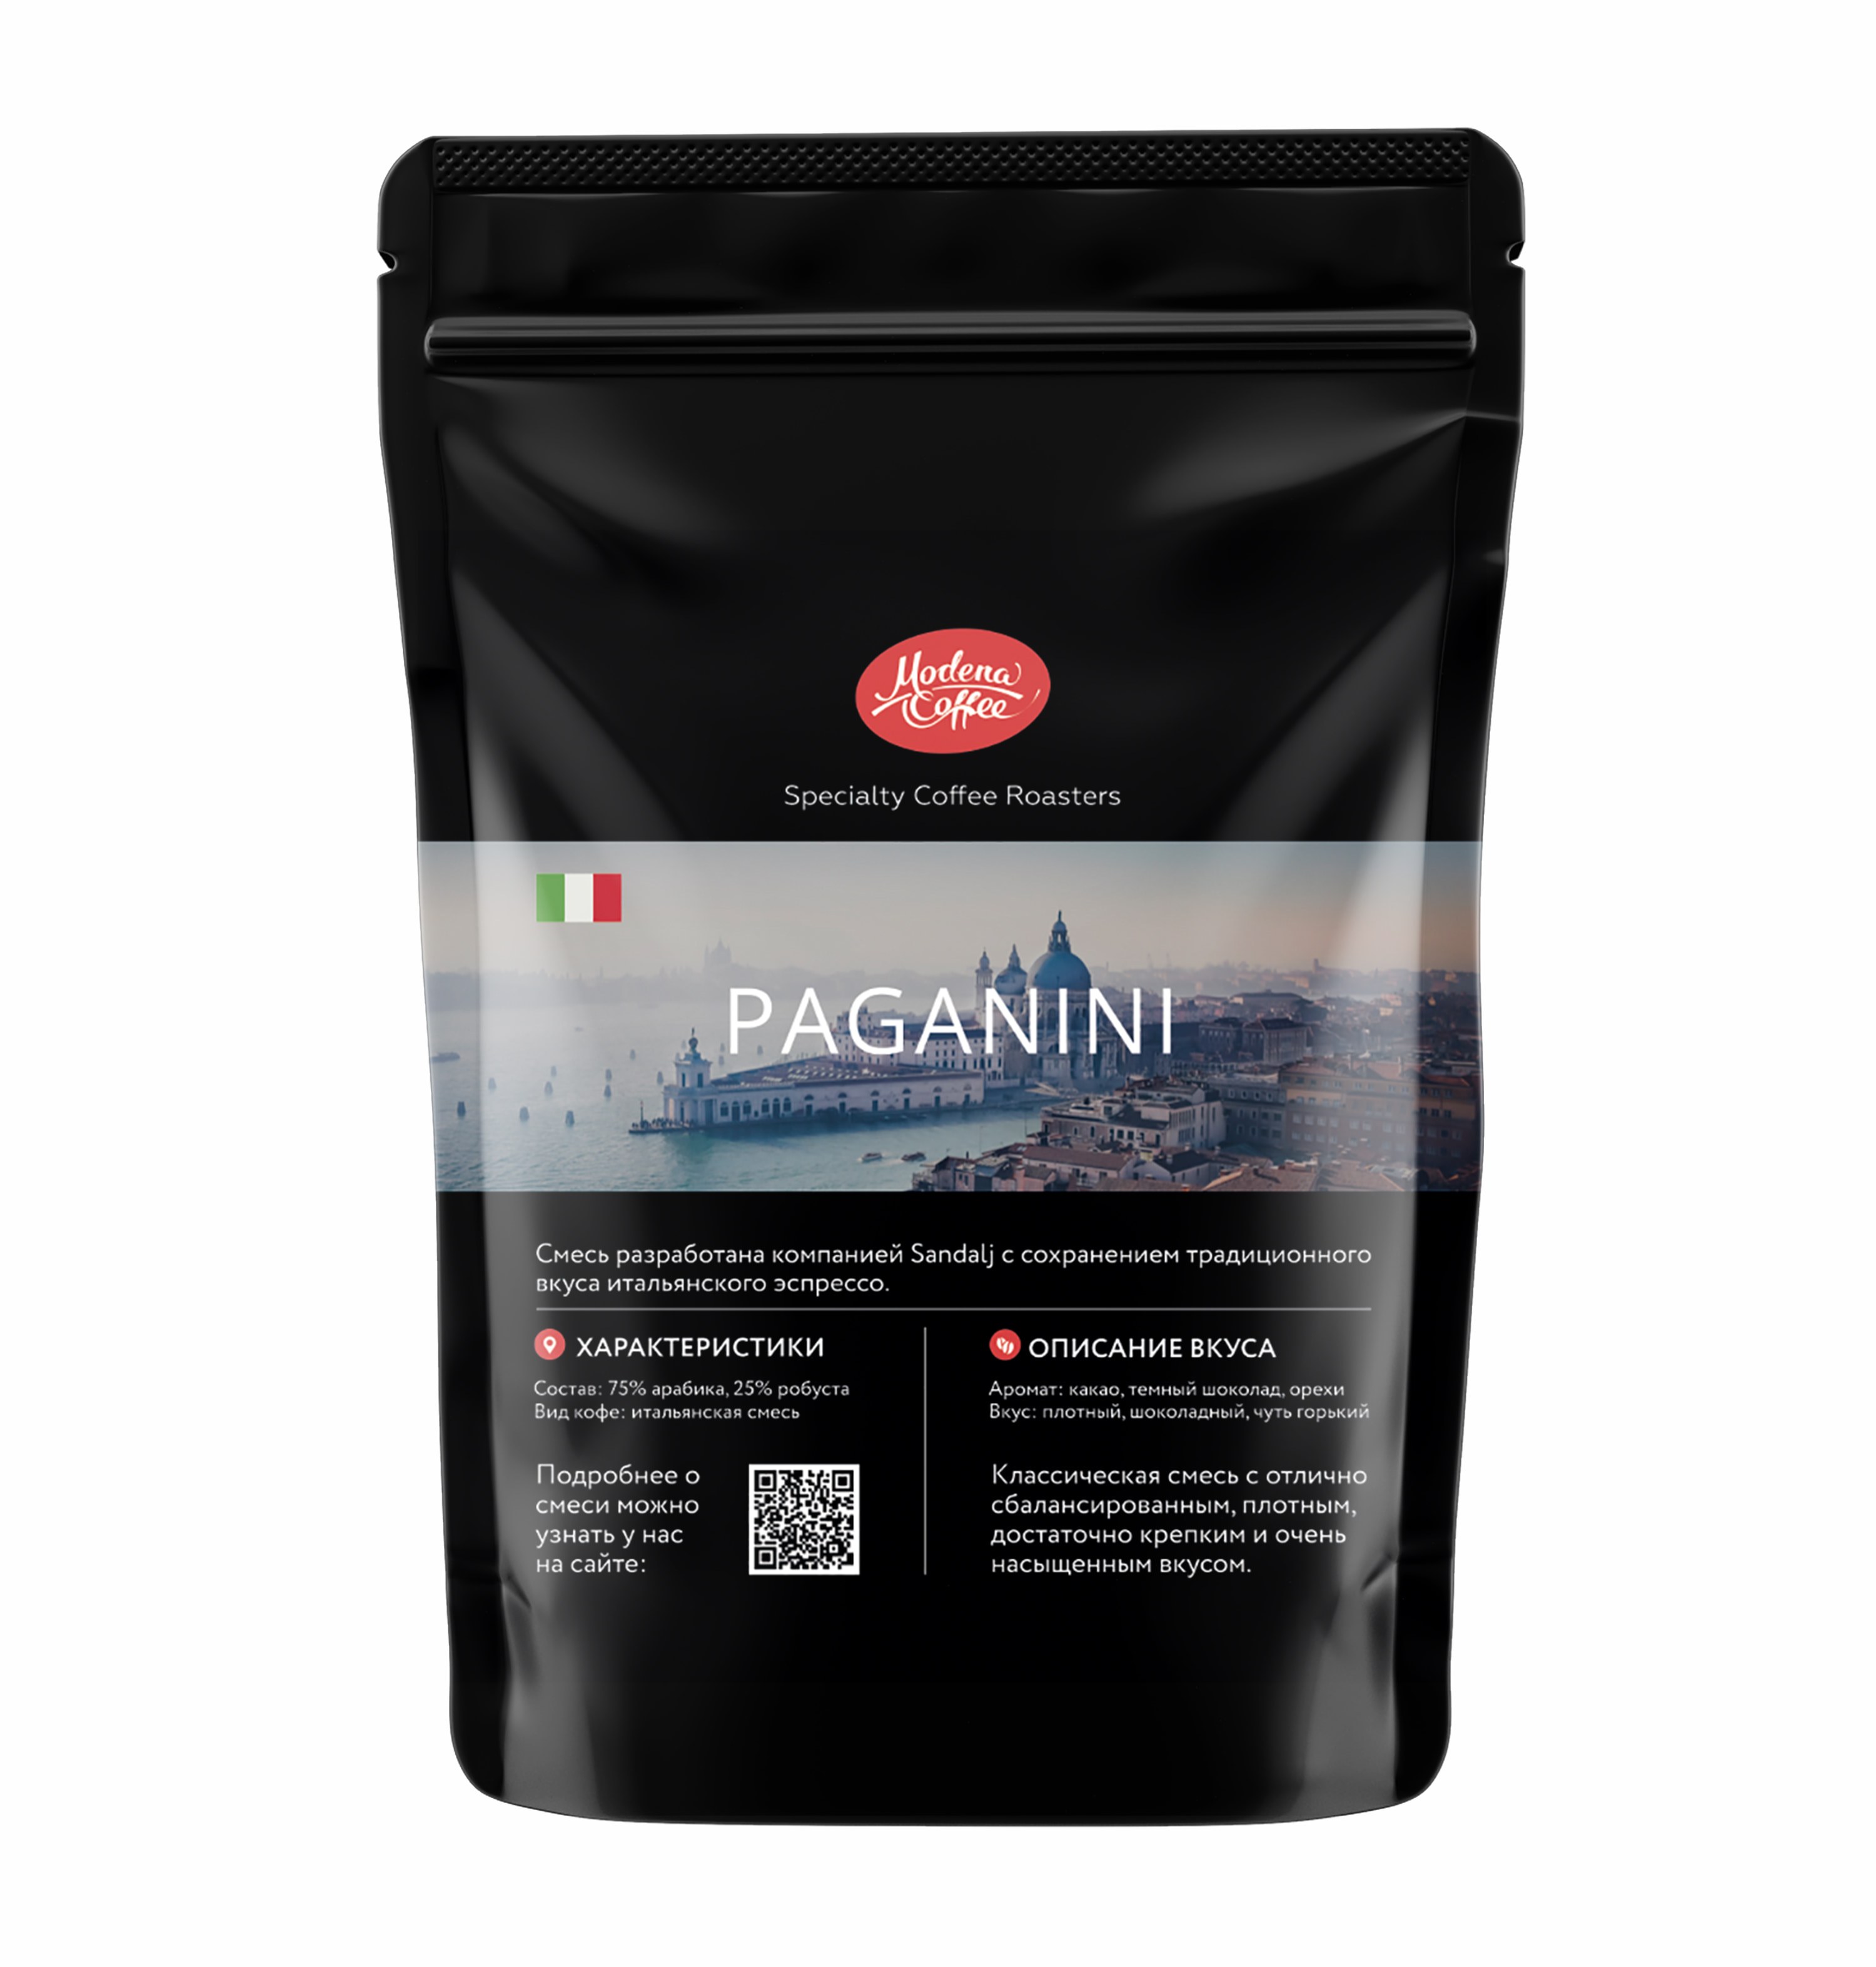 Modena
Coffee
Specialty Coffee Roasters
PAGANINI
Смесь разработана компанией Sandalj с сохранением традиционного
вкуса итальянского эспрессо.
ХАРАКТЕРИСТИКИ
Состав: 75% арабика, 25% робуста
Вид кофе: итальянская смесь
Подробнее о
смеси можно
узнать у нас
на сайте:
ОПИСАНИЕ ВКУСА
Аромат: какао, темный шоколад, орехи
Вкус: плотный, шоколадный, чуть горький
Классическая смесь с отлично
сбалансированным, плотным,
достаточно крепким и очень
насыщенным вкусом.